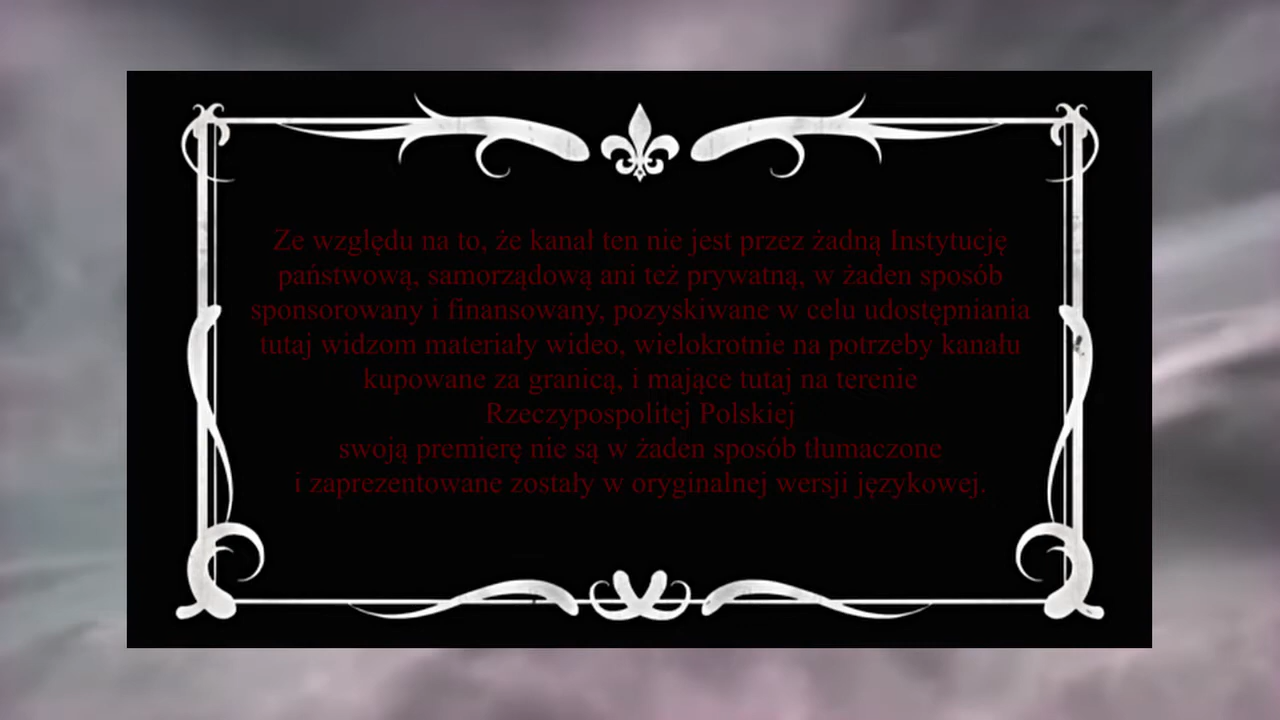 Ze względu na to, że kanał ten nie jest przez żadną Instytucję
państwową, samorządową ani też prywatną, w żaden sposób
sponsorowany i finansowany, pozyskiwane w celu udostępniania
tutaj widzom materiały wideo, wielokrotnie na potrzeby kanału
kupowane za granicą, i mające tutaj na terenie
Rzeczypospolitej Polskiej
swoją premierę nie są w żaden sposób tłumaczone
i zaprezentowane zostały w oryginalnej wersji językowej.